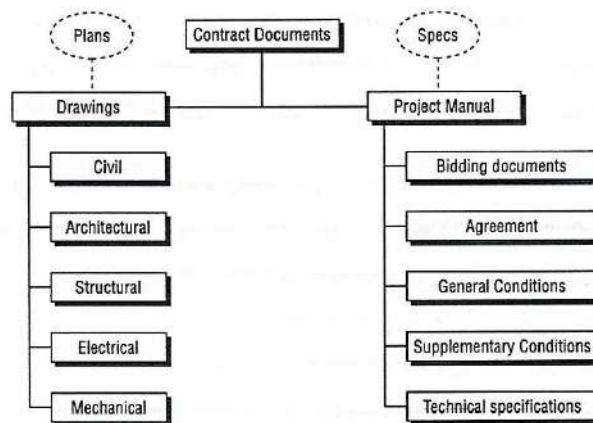 Plans
Contract Documents
Specs
Drawings
Project Manual
Civil
Bidding documents
Architectural
Agreement
Structural
General Conditions
Electrical
Supplementary Conditions
Mechanical
Technical specifications